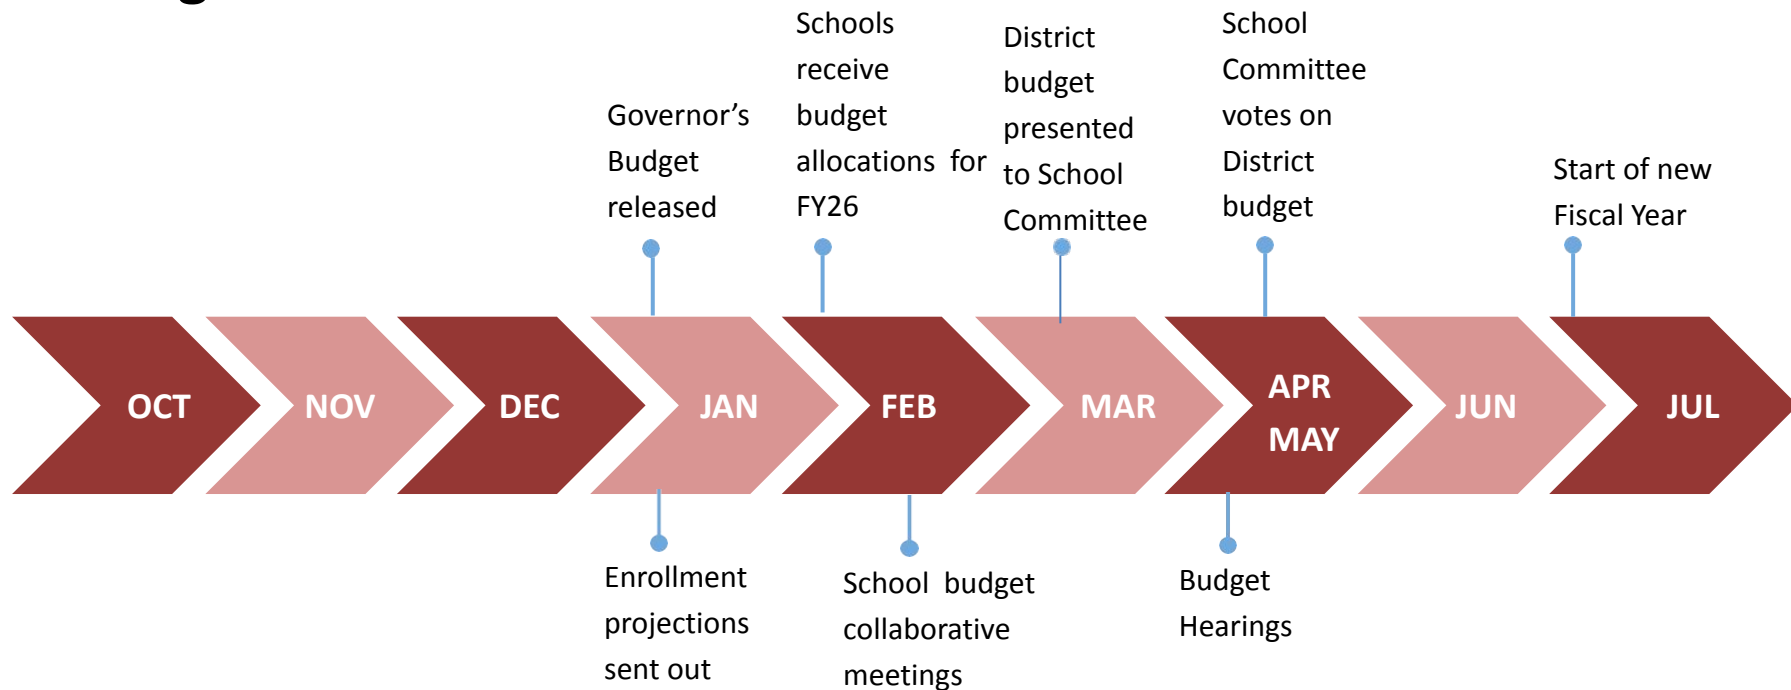 Governor’s
Budget
released
Schools
receive
budget
allocations for
FY26
District
budget
presented
to School
Committee
School
Committee
votes on
District
budget
Start of new
Fiscal Year
OCT
NOV
DEC
JAN
FEB
MAR
APR
MAY
JUN
JUL
Enrollment
projections
sent out
School budget
collaborative
meetings
Budget
Hearings